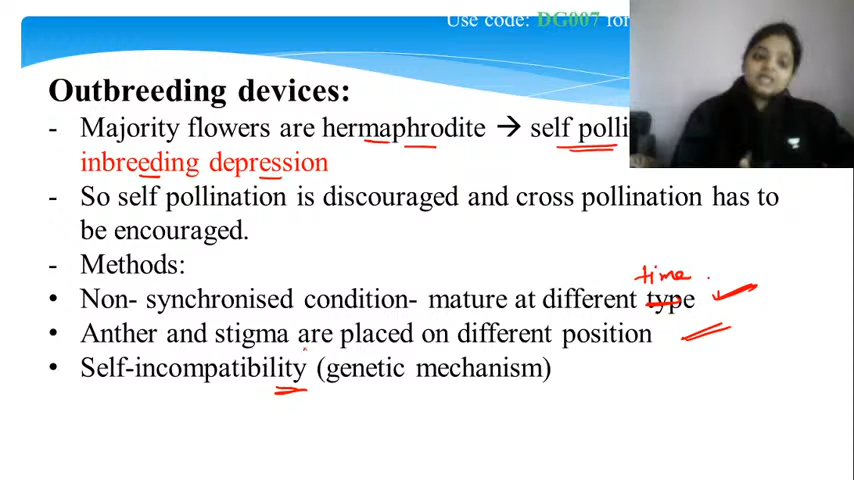 Use code: DG007 for
Outbreeding devices:
- Majority flowers are hermaphrodite → self polli
inbreeding depression
- So self pollination is discouraged and cross pollination has to
be encouraged.
- Methods:
time
• Non- synchronised condition- mature at different type
• Anther and stigma are placed on different position
• Self-incompatibility (genetic mechanism)